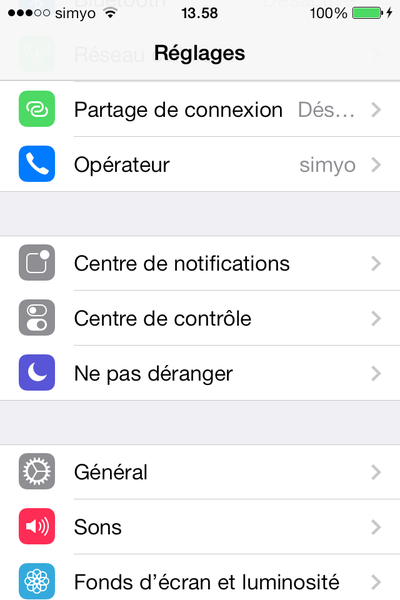 simyo 13.58 100%
Réglages
Partage de connexion Dés...
Opérateur simyo
Centre de notifications
Centre de contrôle
Ne pas déranger
Général
Sons
Fonds d'écran et luminosité